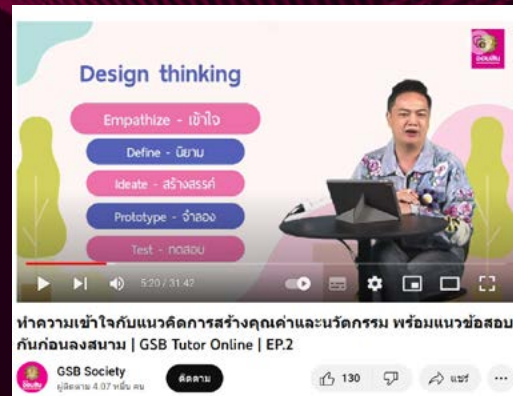 ออมสิน
Design thinking
Empathize - เข้าใจ
Define - นิยาม
Ideate - สร้างสรรค์
Prototype - จำลอง
Test - ทดสอบ
5:20 / 31:42
ทำความเข้าใจกับแนวคิดการสร้างคุณค่าและนวัตกรรม พร้อมแนวข้อสอบ
กันก่อนลงสนาม | GSB Tutor Online | EP.2
GSB Society
ผู้ติดตาม 4.07 หมื่น คน
ติดตาม
130
แชร์